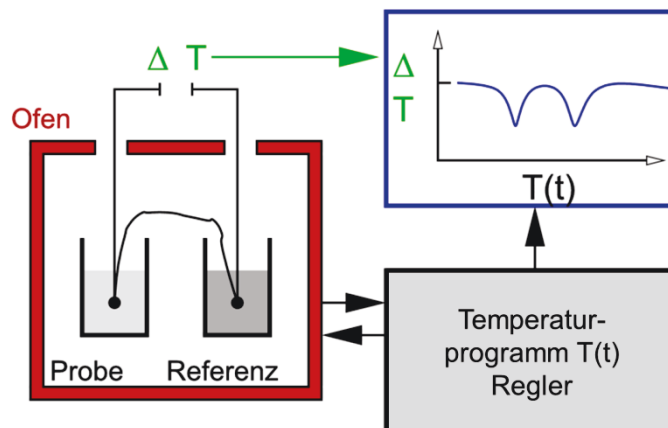 Δ T
Δ
T
Ofen
T(t)
Probe Referenz
Temperatur-
programm T(t)
Regler